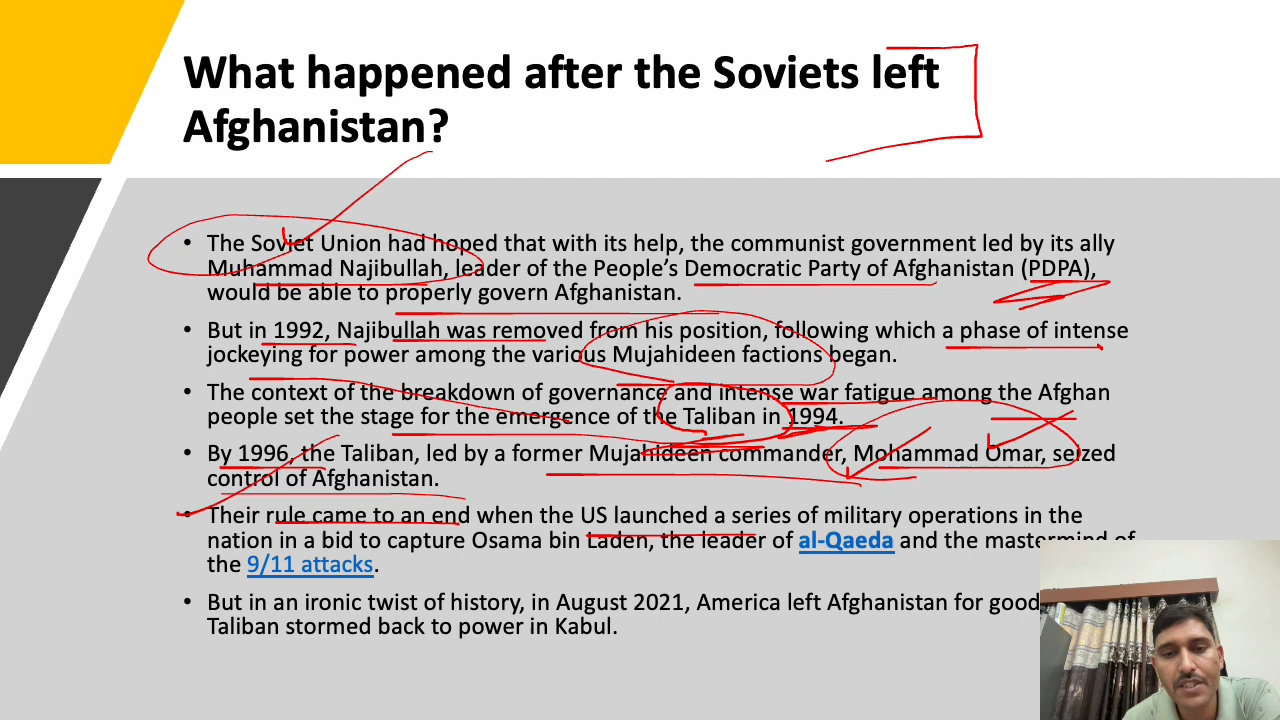 What happened after the Soviets left
Afghanistan?
• The Soviet Union had hoped that with its help, the communist government led by its ally
Muhammad Najibullah, leader of the People's Democratic Party of Afghanistan (PDPA),
would be able to properly govern Afghanistan.
• But in 1992, Najibullah was removed from his position, following which a phase of intense
jockeying for power among the various Mujahideen factions began.
• The context of the breakdown of governance and intense war fatigue among the Afghan
people set the stage for the emergence of the Taliban in 1994.
• By 1996, the Taliban, led by a former Mujahideen commander, Mohammad Omar, seized
control of Afghanistan.
• Their rule came to an end when the US launched a series of military operations in the
nation in a bid to capture Osama bin Laden, the leader of al-Qaeda and the mastermind of
the 9/11 attacks.
• But in an ironic twist of history, in August 2021, America left Afghanistan for good
Taliban stormed back to power in Kabul.